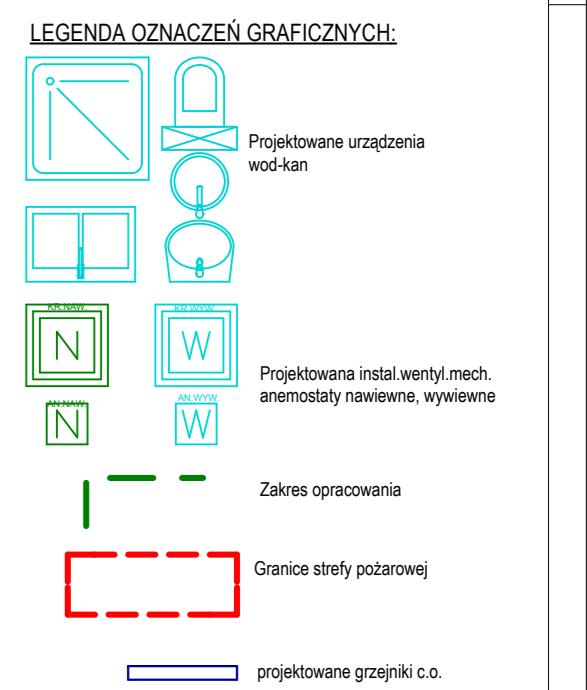 LEGENDA OZNACZEŃ GRAFICZNYCH:
Projektowane urządzenia
wod-kan
KR.NAW.
KR.WYW.
N
W
Projektowana instal.wentyl.mech.
anemostaty nawiewne, wywiewne
AN.NAW.
AN.WYW.
N
W
Zakres opracowania
Granice strefy pożarowej
projektowane grzejniki c.o.